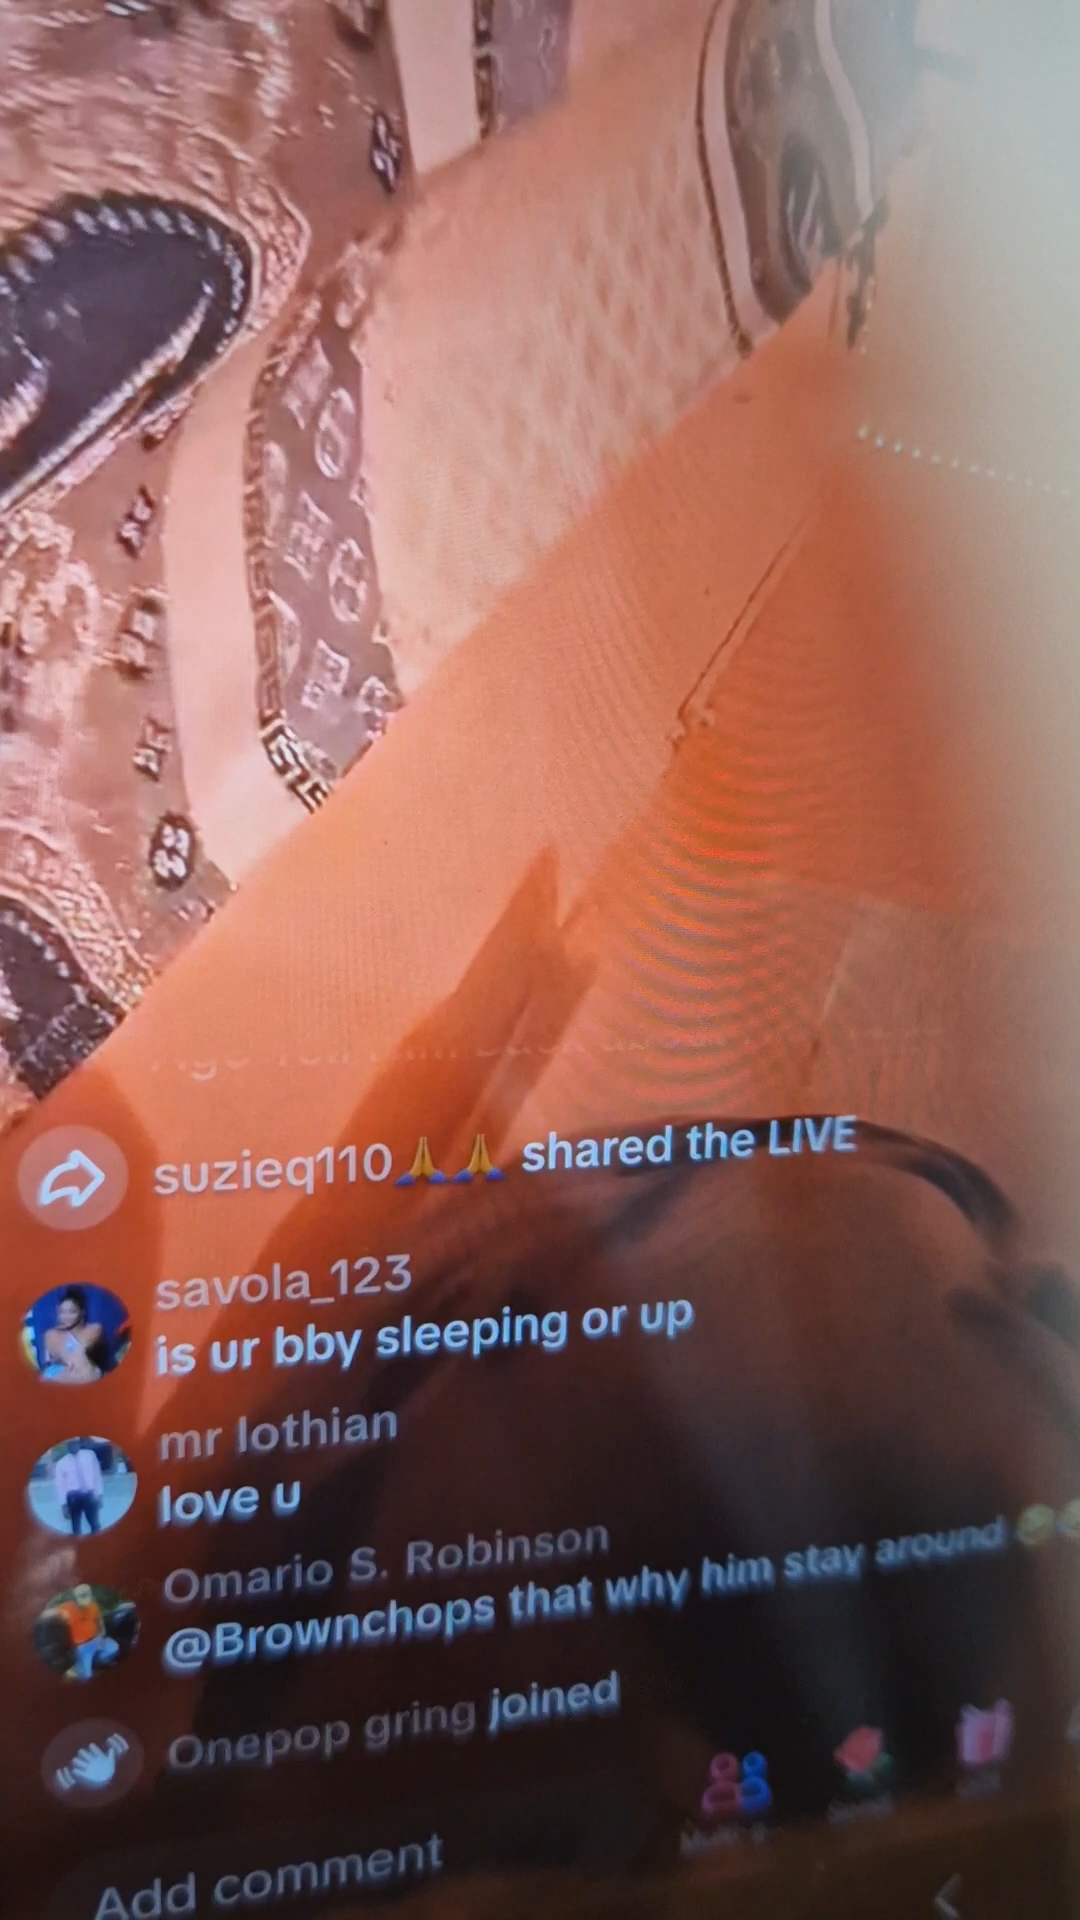 suzieq110🙏🙏 shared the LIVE
savola_123
is ur bby sleeping or up
mr lothian
love u
Omario S. Robinson
@Brownchops that why him stay around
Onepop gring joined
Add comment